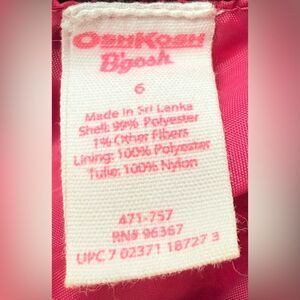 OSHKOSH
B'gosh
6
Made in Sri Lanka
Shell: 99% Polyester
1% Other Fibers
Lining: 100% Polyester
Tulle: 100% Nylon
471-757
RN# 96367
UPC 7 02371 18727 3